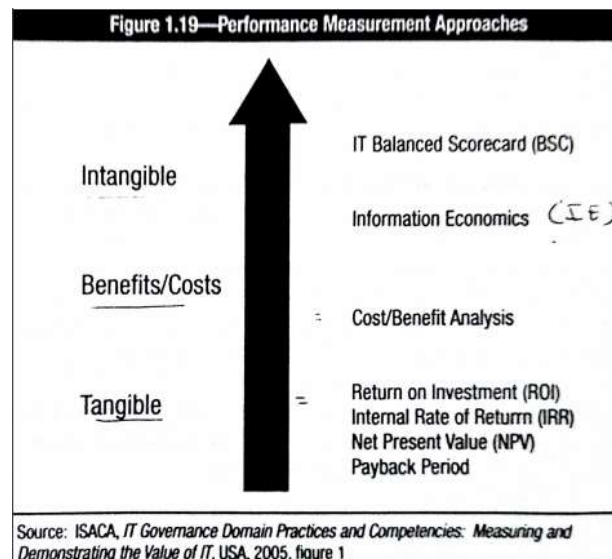 Figure 1.19—Performance Measurement Approaches
IT Balanced Scorecard (BSC)
Intangible
Information Economics (IE)
Benefits/Costs
= Cost/Benefit Analysis
Tangible
= Return on Investment (ROI)
Internal Rate of Returrn (IRR)
Net Present Value (NPV)
Payback Period
Source: ISACA, IT Governance Domain Practices and Competencies: Measuring and
Demonstrating the Value of IT, USA, 2005, figure 1